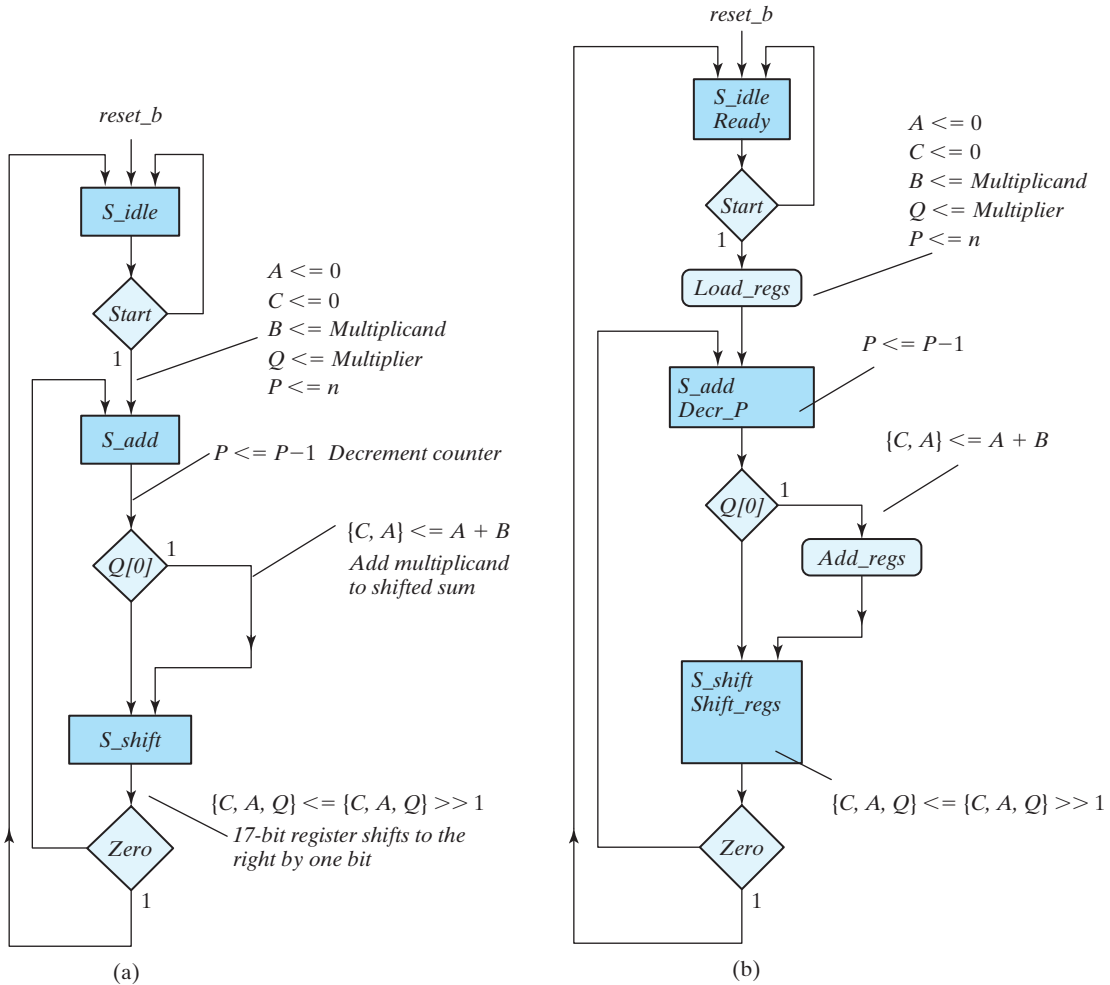 reset_b
S_idle
Start
1
A <= 0
C <= 0
B <= Multiplicand
Q <= Multiplier
P <= n
S_add
P <= P−1 Decrement counter
Q[0]
1
{C, A} <= A + B
Add multiplicand
to shifted sum
S_shift
{C, A, Q} <= {C, A, Q} >> 1
17-bit register shifts to the
right by one bit
Zero
1
(a)
reset_b
S_idle
Ready
Start
1
A <= 0
C <= 0
B <= Multiplicand
Q <= Multiplier
P <= n
Load_regs
P <= P−1
S_add
Decr_P
{C, A} <= A + B
Q[0]
1
Add_regs
S_shift
Shift_regs
{C, A, Q} <= {C, A, Q} >> 1
Zero
1
(b)